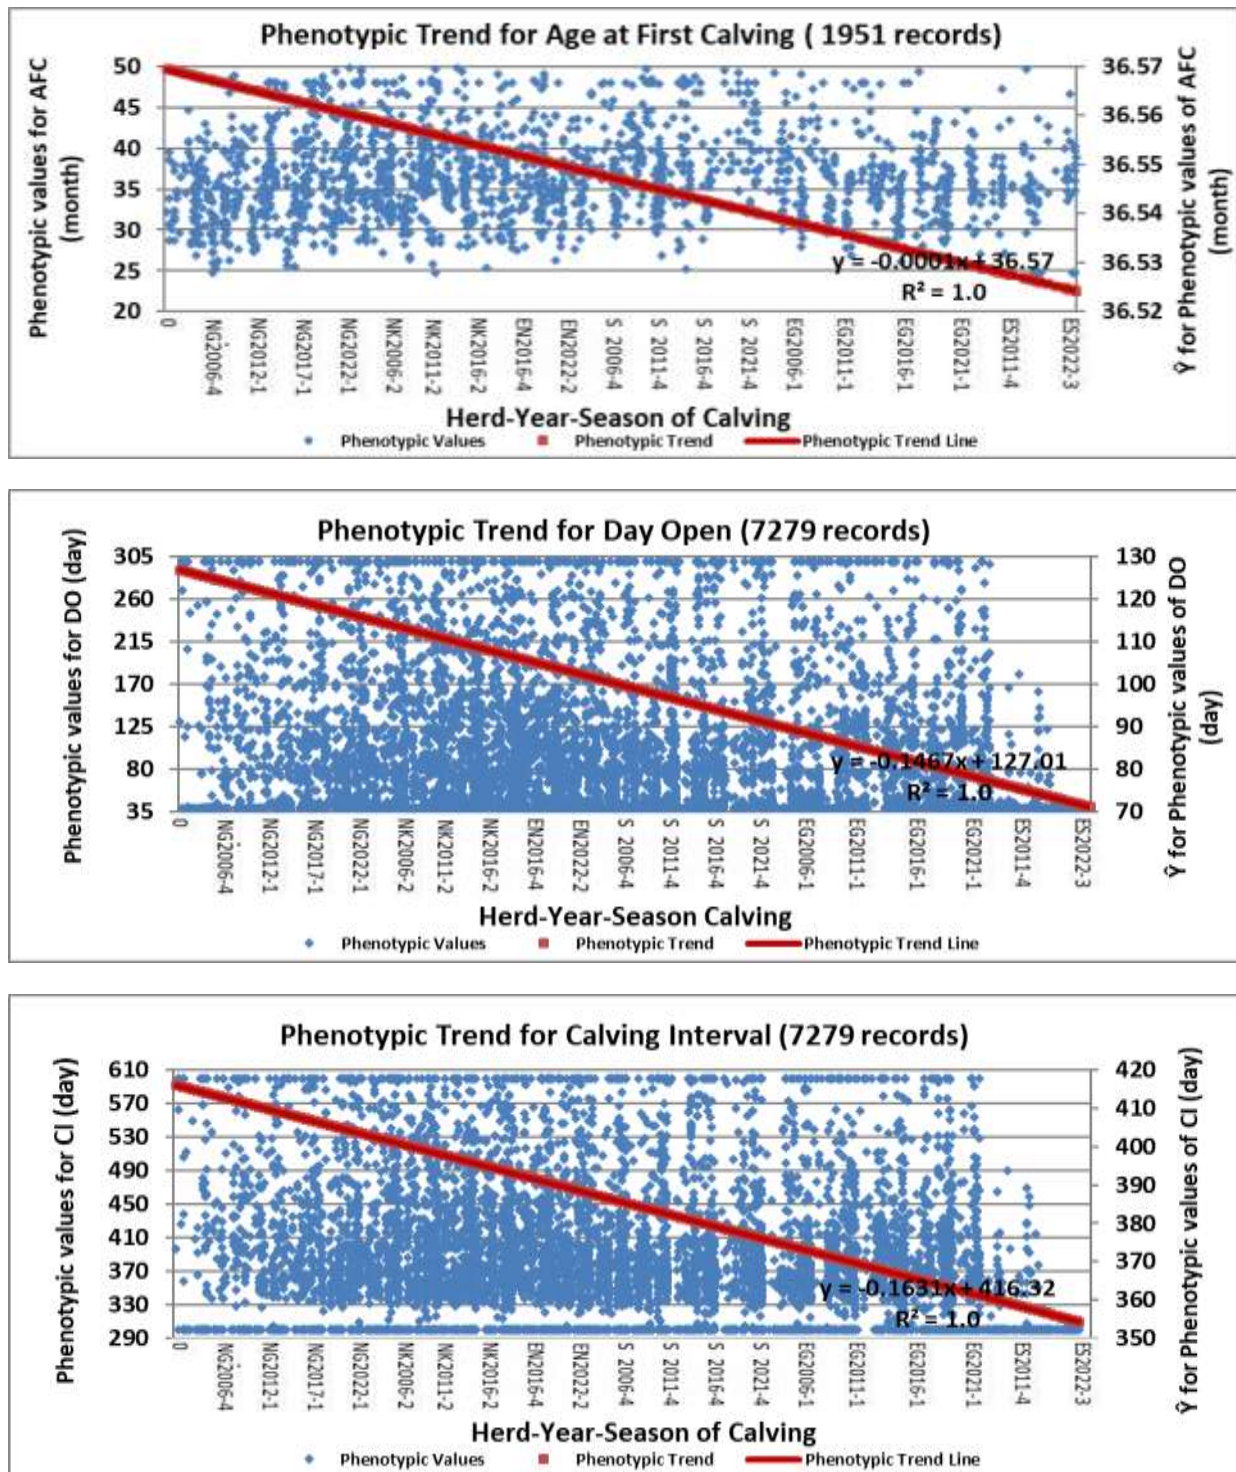 Phenotypic Trend for Age at First Calving ( 1951 records)
Phenotypic values for AFC
(month)
50
45
40
35
30
25
20
36.57
36.56
36.55
36.54
36.53
36.52
Ŷ for Phenotypic values of AFC
(month)
y = -0.0001x + 36.57
R² = 1.0
0
NG2006-4
NG2012-1
NG2017-1
NG2022-1
NK2006-2
NK2011-2
NK2016-2
EN2016-4
EN2022-2
S 2006-4
S 2011-4
S 2016-4
S 2021-4
EG2006-1
EG2011-1
EG2016-1
EG2021-1
ES2011-4
ES2022-3
Herd-Year-Season of Calving
Phenotypic Values Phenotypic Trend Phenotypic Trend Line
Phenotypic Trend for Day Open (7279 records)
Phenotypic values for DO (day)
305
260
215
170
125
80
35
130
120
110
100
90
80
70
Ŷ for Phenotypic values of DO
(day)
y = -0.1467x + 127.01
R² = 1.0
0
NG2006-4
NG2012-1
NG2017-1
NG2022-1
NK2006-2
NK2011-2
NK2016-2
EN2016-4
EN2022-2
S 2006-4
S 2011-4
S 2016-4
S 2021-4
EG2006-1
EG2011-1
EG2016-1
EG2021-1
ES2011-4
ES2022-3
Herd-Year-Season Calving
Phenotypic Values Phenotypic Trend Phenotypic Trend Line
Phenotypic Trend for Calving Interval (7279 records)
Phenotypic values for CI (day)
610
570
530
490
450
410
370
330
290
420
410
400
390
380
370
360
350
Ŷ for Phenotypic values of CI (day)
y = -0.1631x + 416.32
R² = 1.0
0
NG2006-4
NG2012-1
NG2017-1
NG2022-1
NK2006-2
NK2011-2
NK2016-2
EN2016-4
EN2022-2
S 2006-4
S 2011-4
S 2016-4
S 2021-4
EG2006-1
EG2011-1
EG2016-1
EG2021-1
ES2011-4
ES2022-3
Herd-Year-Season of Calving
Phenotypic Values Phenotypic Trend Phenotypic Trend Line